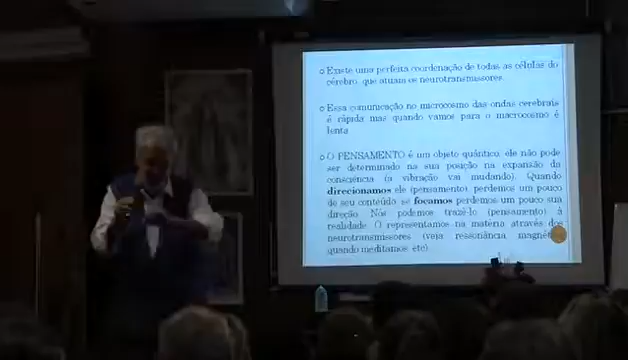 Existe uma perfeita coordenação de todas as células do
cérebro que atuam os neurotransmissores.
Essa comunicação no microcosmo das ondas cerebrais
é rápida mas quando vamos para o macrocosmo é
lenta
O PENSAMENTO é um objeto quântico, ele não pode
ser determinado na sua posição na expansão da
consciência (a vibração vai mudando). Quando
direcionamos ele (pensamento) perdemos um pouco
de seu conteúdo, se focamos perdemos um pouco sua
direção Nós podemos trazê-lo (pensamento) à
realidade. O representamos na matéria através dos
neurotransmissores (veja ressonância
quando meditamos etc)